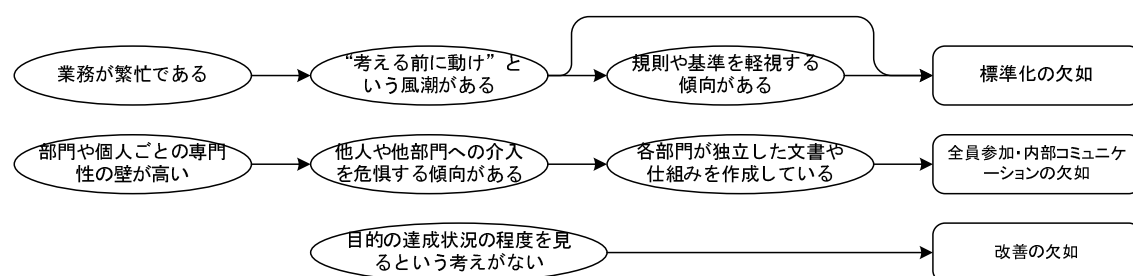 業務が繁忙である
“考える前に動け”と
いう風潮がある
規則や基準を軽視する
傾向がある
標準化の欠如
部門や個人ごとの専門
性の壁が高い
他人や他部門への介入
を危惧する傾向がある
各部門が独立した文書や
仕組みを作成している
全員参加・内部コミュニケ
ーションの欠如
目的の達成状況の程度を見
るという考えがない
改善の欠如